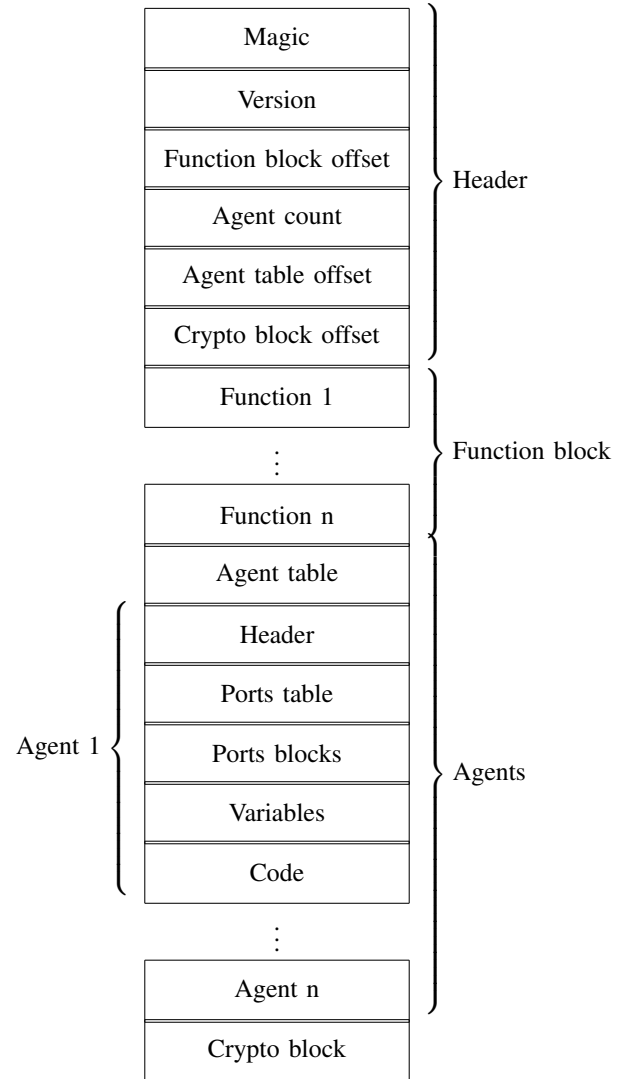 Magic
Version
Function block offset
Header
Agent count
Agent table offset
Crypto block offset
Function 1
⋮
Function block
Function n
Agent table
Header
Ports table
Agent 1
Ports blocks
Agents
Variables
Code
⋮
Agent n
Crypto block